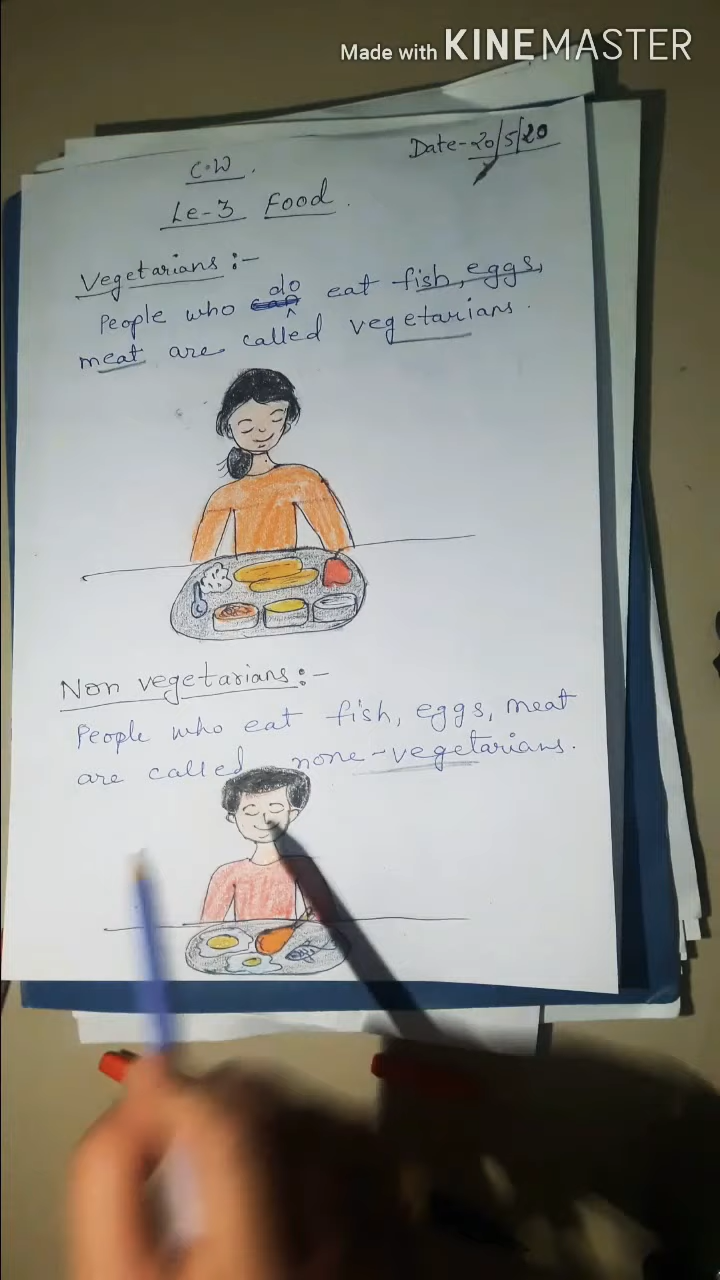 Made with KINEMASTER
Date-20/5/20
C.W.
Le-3 Food.
Vegetarians:-
People who do eat fish, eggs,
meat are called vegetarians.
Non vegetarians:-
People who eat fish, eggs, meat
are called none-vegetarians.